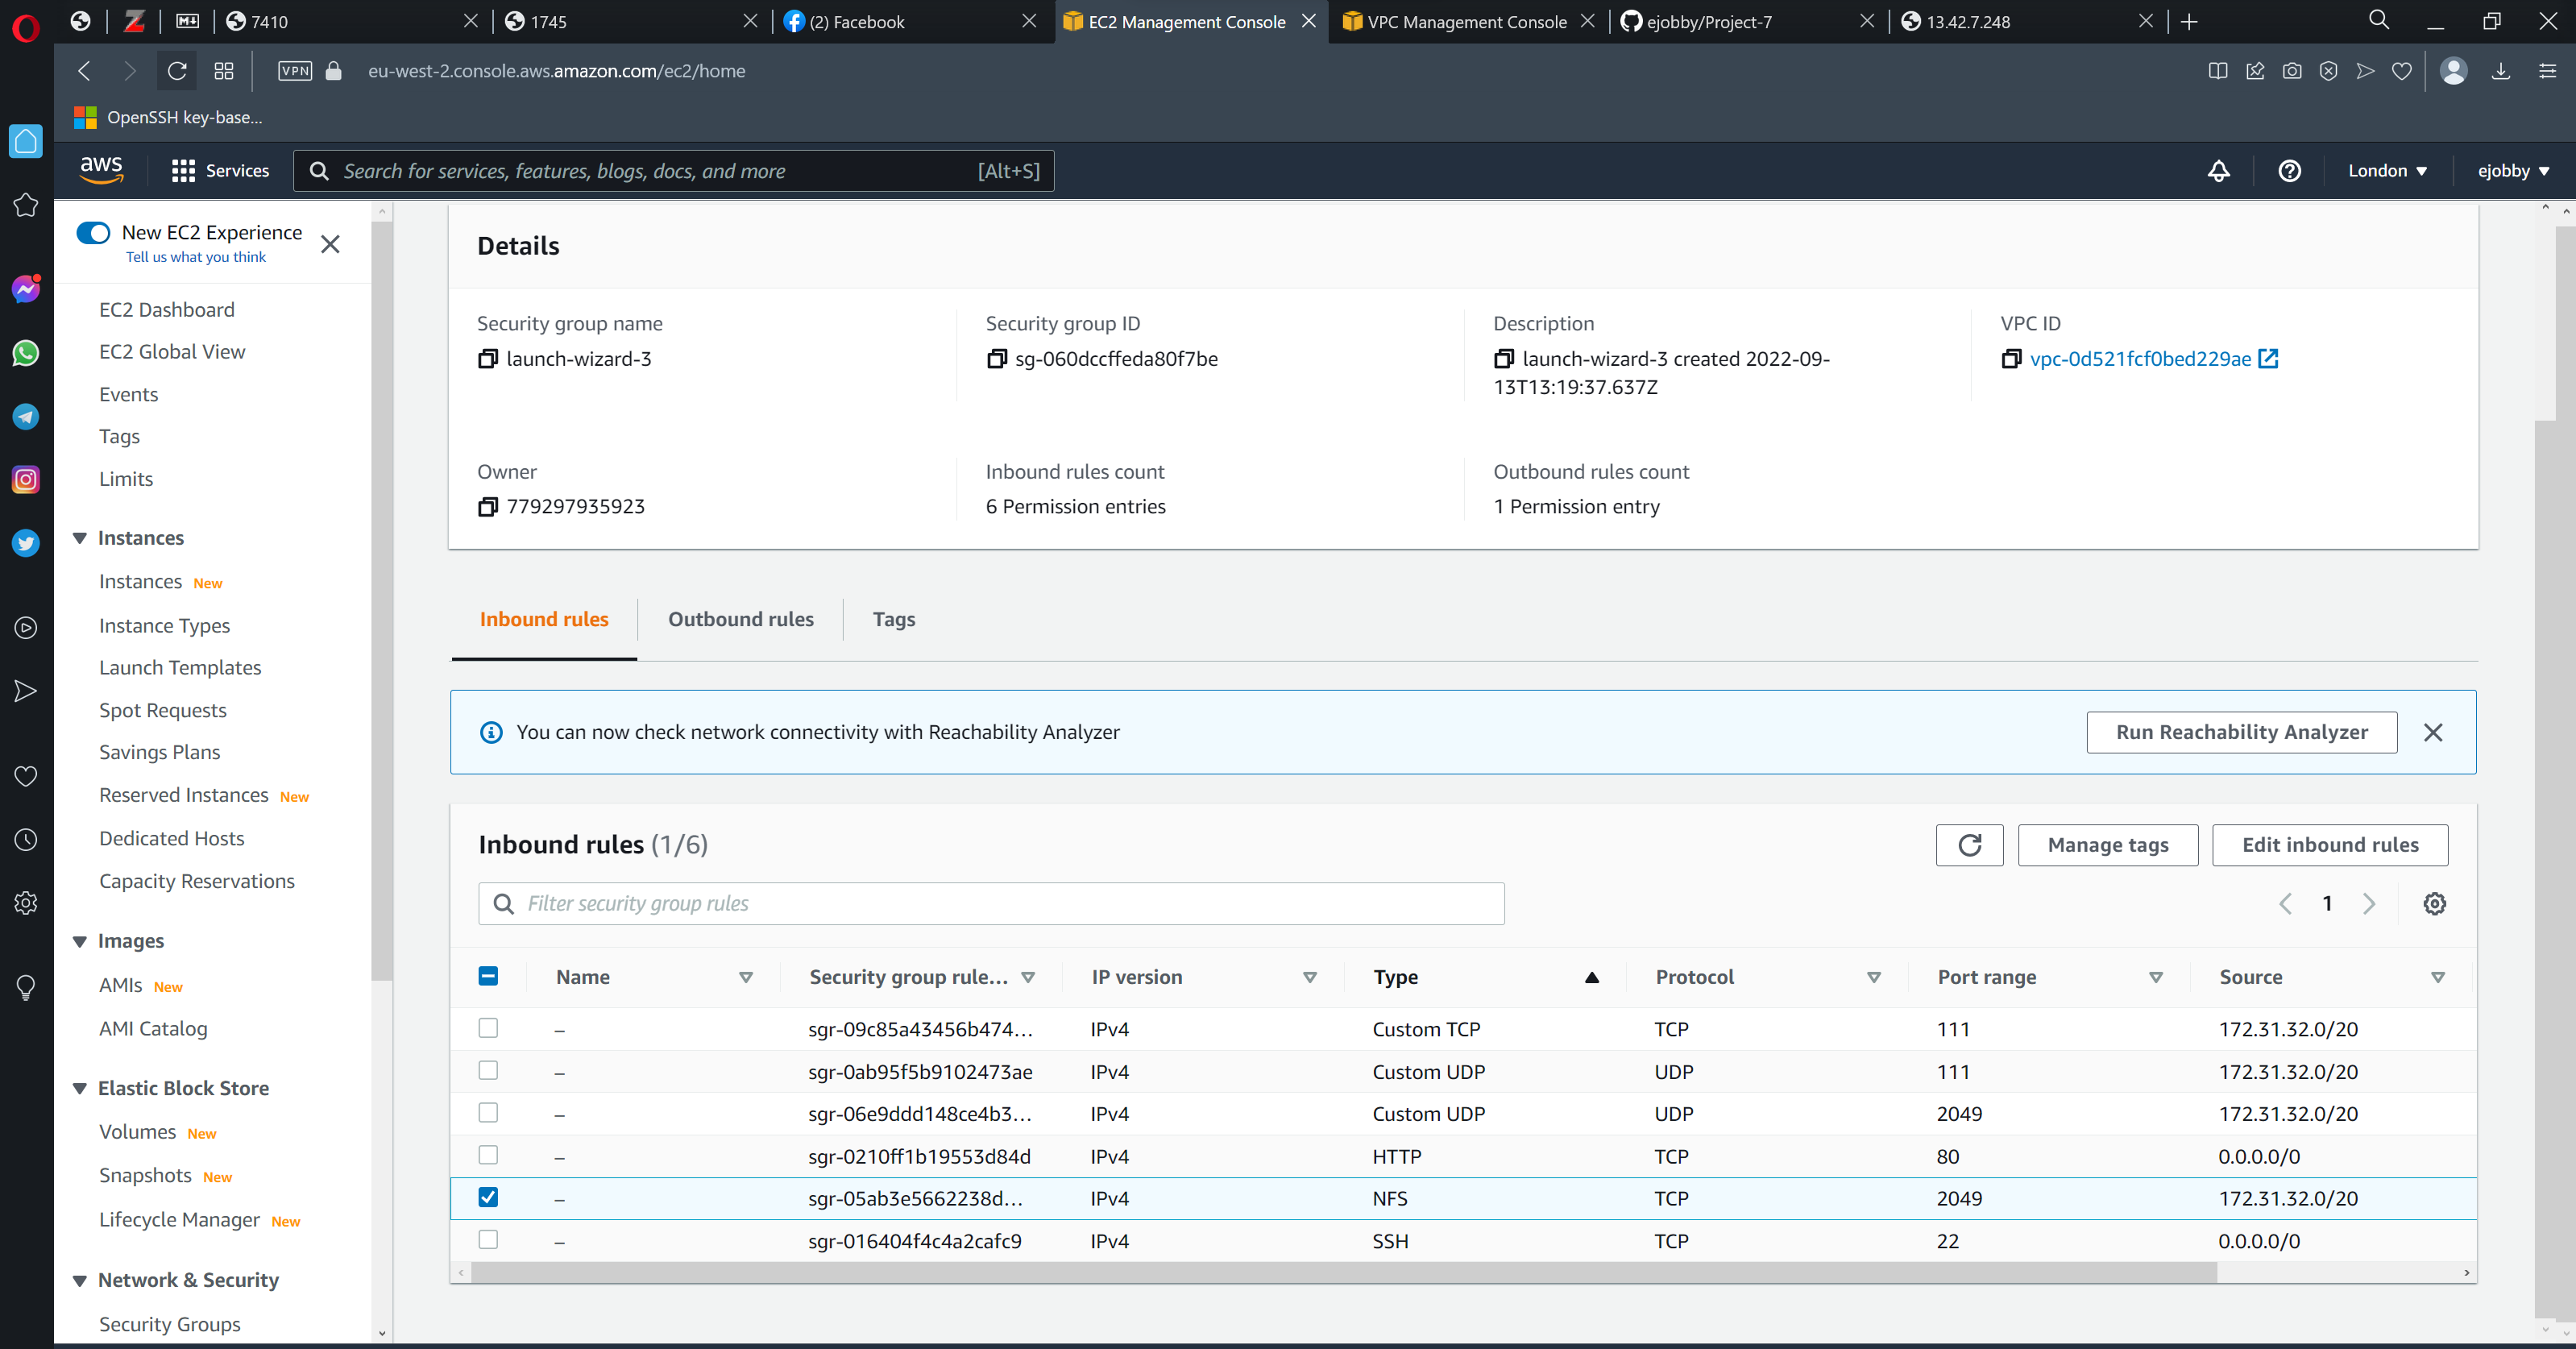 7410
1745
(2) Facebook
EC2 Management Console
VPC Management Console
ejobby/Project-7
13.42.7.248
VPN
eu-west-2.console.aws.amazon.com/ec2/home
OpenSSH key-base...
aws
Services
Search for services, features, blogs, docs, and more
[Alt+S]
London
ejobby
New EC2 Experience
Tell us what you think
EC2 Dashboard
EC2 Global View
Events
Tags
Limits
Instances
Instances New
Instance Types
Launch Templates
Spot Requests
Savings Plans
Reserved Instances New
Dedicated Hosts
Capacity Reservations
Images
AMIs New
AMI Catalog
Elastic Block Store
Volumes New
Snapshots New
Lifecycle Manager New
Network & Security
Security Groups
Details
Security group name
launch-wizard-3
Security group ID
sg-060dccffeda80f7be
Description
launch-wizard-3 created 2022-09-
13T13:19:37.637Z
VPC ID
vpc-0d521fcf0bed229ae
Owner
779297935923
Inbound rules count
6 Permission entries
Outbound rules count
1 Permission entry
Inbound rules
Outbound rules
Tags
You can now check network connectivity with Reachability Analyzer
Run Reachability Analyzer
Inbound rules (1/6)
Manage tags
Edit inbound rules
Filter security group rules
1
Name Security group rule... IP version Type Protocol Port range Source
– sgr-09c85a43456b474... IPv4 Custom TCP TCP 111 172.31.32.0/20
– sgr-0ab95f5b9102473ae IPv4 Custom UDP UDP 111 172.31.32.0/20
– sgr-06e9ddd148ce4b3... IPv4 Custom UDP UDP 2049 172.31.32.0/20
– sgr-0210ff1b19553d84d IPv4 HTTP TCP 80 0.0.0.0/0
– sgr-05ab3e5662238d... IPv4 NFS TCP 2049 172.31.32.0/20
– sgr-016404f4c4a2cafc9 IPv4 SSH TCP 22 0.0.0.0/0